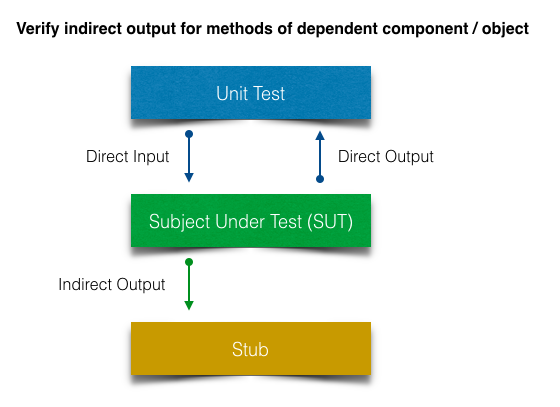 Verify indirect output for methods of dependent component / object
Unit Test
Direct Input
Direct Output
Subject Under Test (SUT)
Indirect Output
Stub